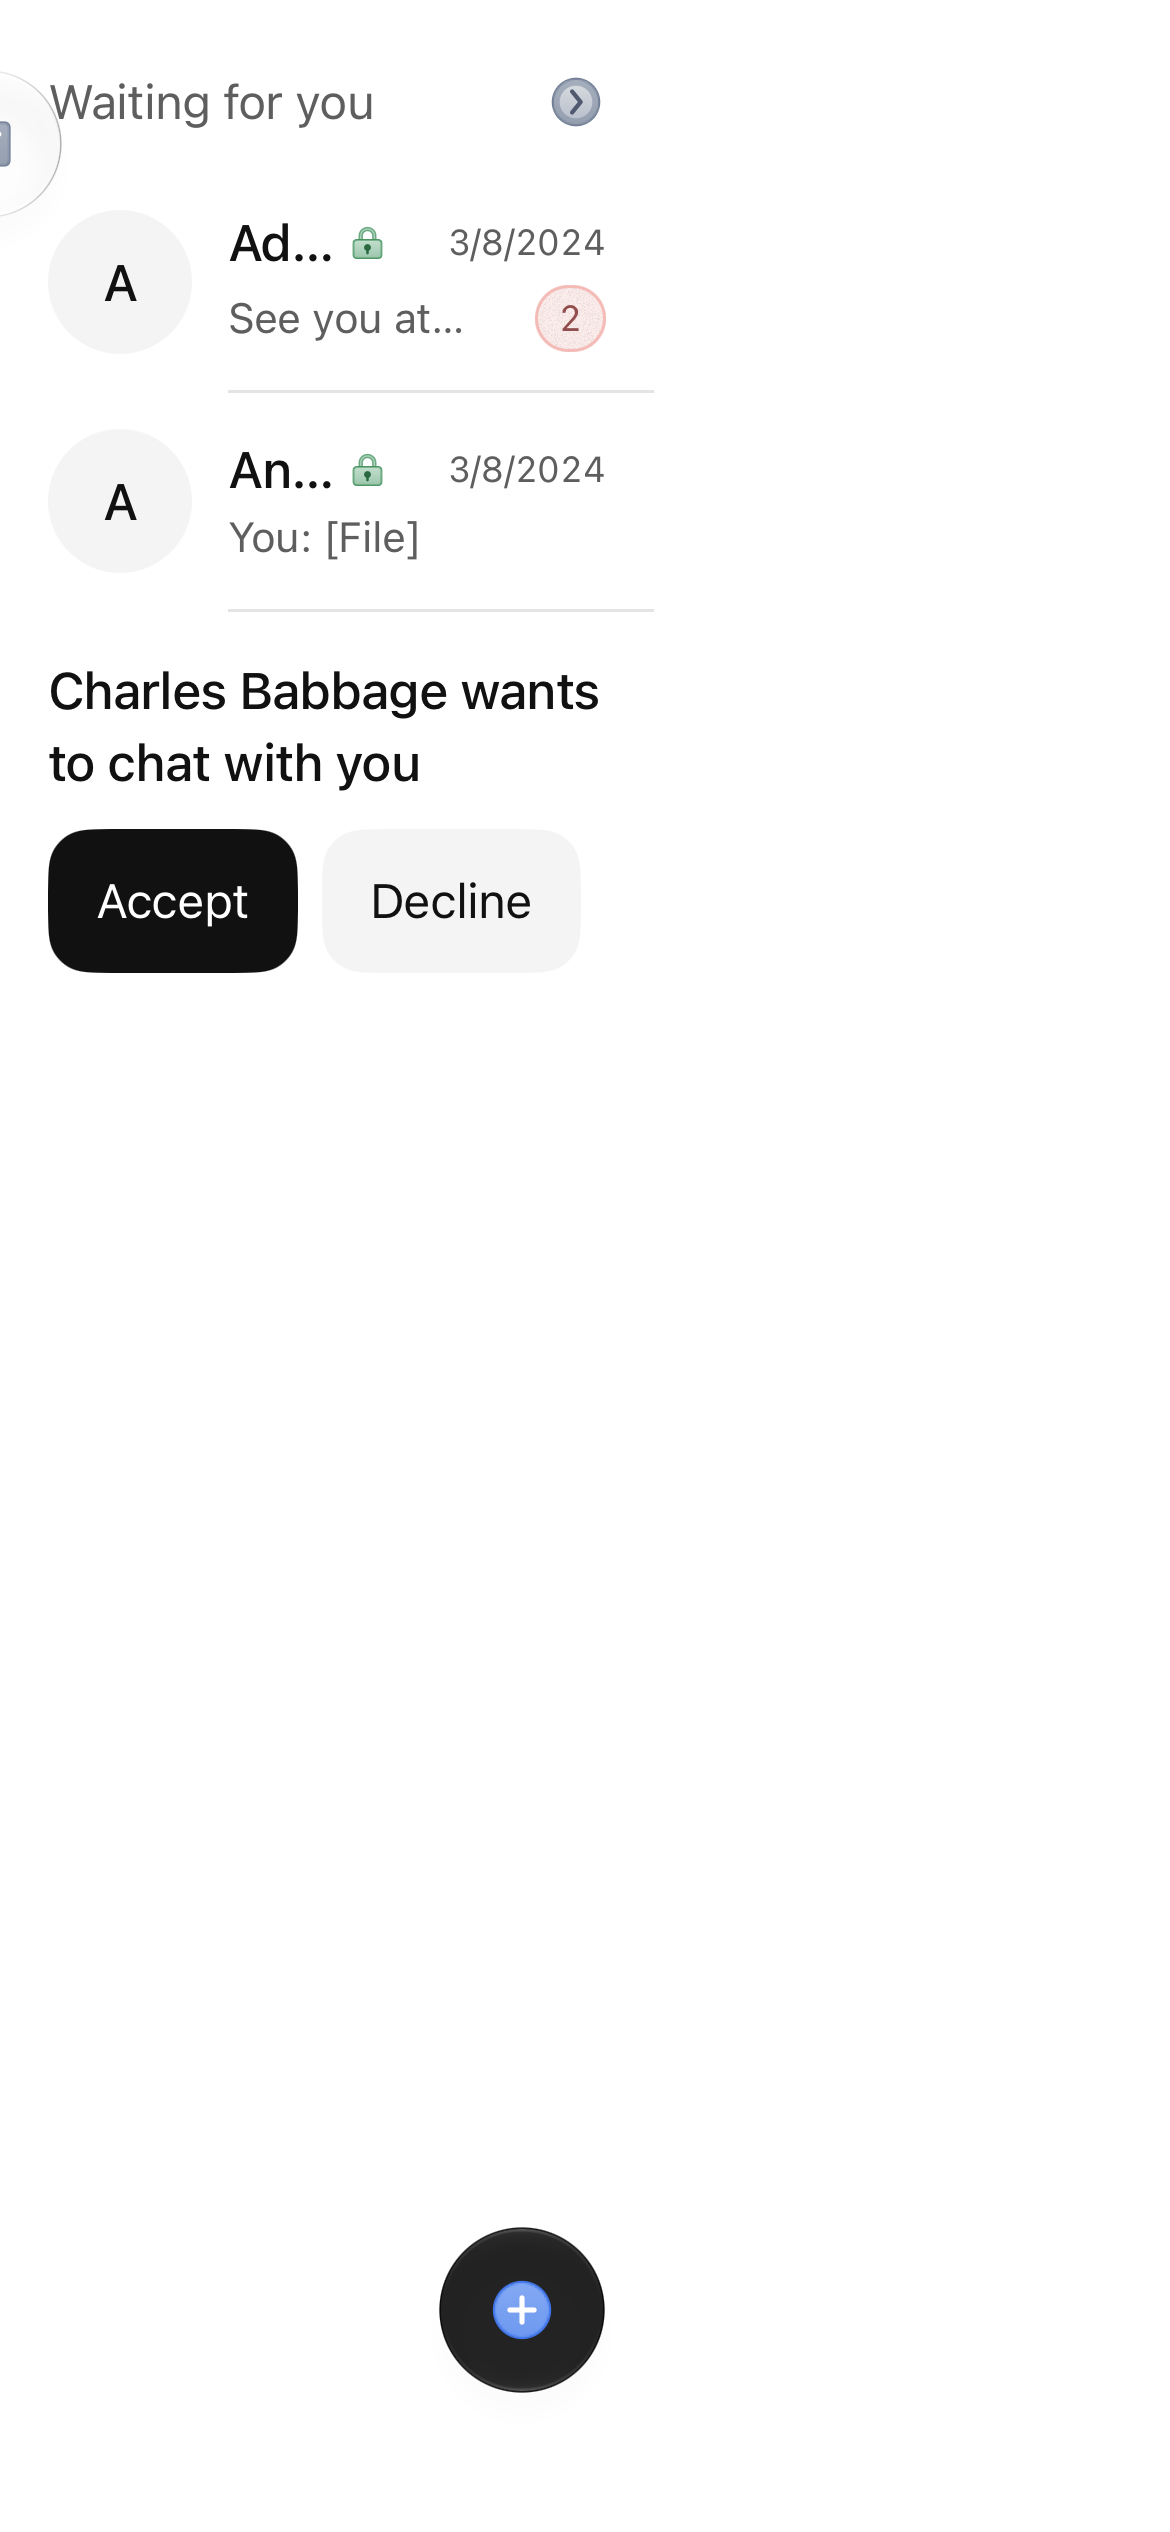 Waiting for you
A
Ad... 3/8/2024
See you at... 2
A
An... 3/8/2024
You: [File]
Charles Babbage wants
to chat with you
Accept Decline